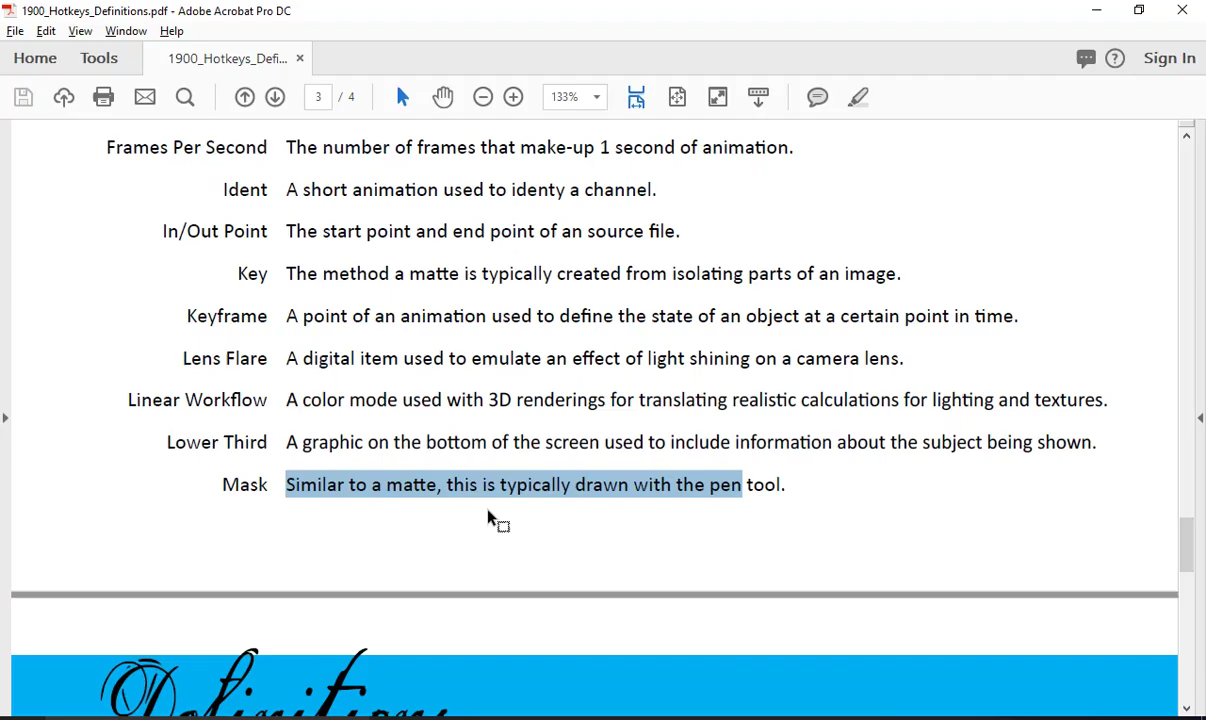 1900_Hotkeys_Definitions.pdf - Adobe Acrobat Pro DC
File Edit View Window Help
Home Tools 1900_Hotkeys_Defi... × Sign In
3 / 4 133%
Frames Per Second The number of frames that make-up 1 second of animation.
Ident A short animation used to identy a channel.
In/Out Point The start point and end point of an source file.
Key The method a matte is typically created from isolating parts of an image.
Keyframe A point of an animation used to define the state of an object at a certain point in time.
Lens Flare A digital item used to emulate an effect of light shining on a camera lens.
Linear Workflow A color mode used with 3D renderings for translating realistic calculations for lighting and textures.
Lower Third A graphic on the bottom of the screen used to include information about the subject being shown.
Mask Similar to a matte, this is typically drawn with the pen tool.
Definitions